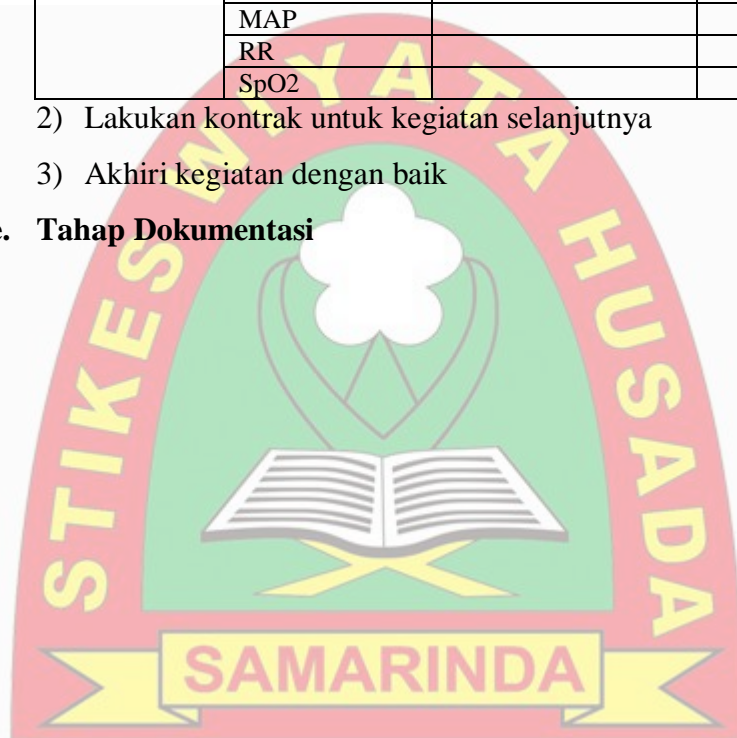 MAP
RR
SpO2
2) Lakukan kontrak untuk kegiatan selanjutnya
3) Akhiri kegiatan dengan baik
e. Tahap Dokumentasi
STIKES WIYATA HUSADA
SAMARINDA